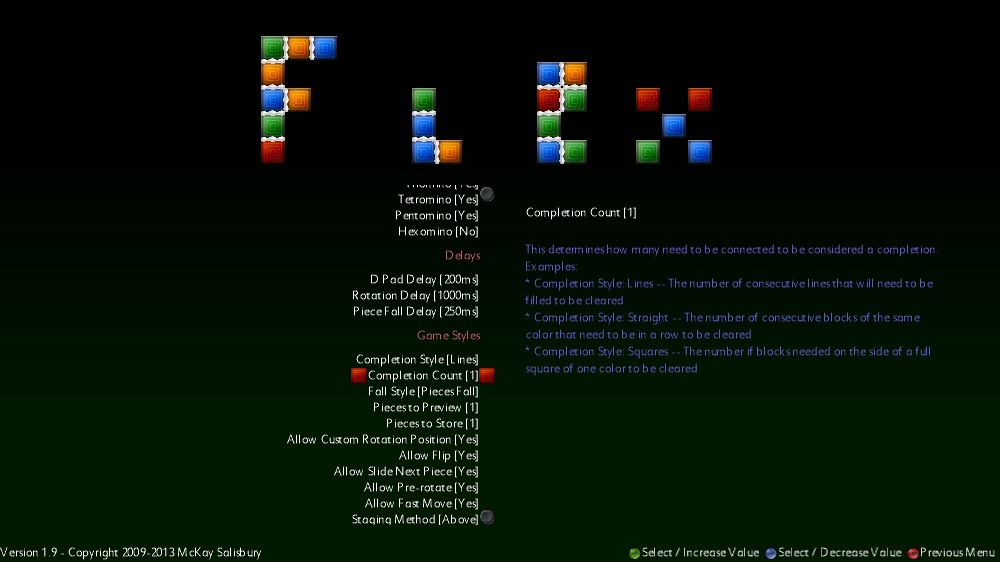 FLEx
Tetromino [Yes]
Pentomino [Yes]
Hexomino [No]
Delays
D Pad Delay [200ms]
Rotation Delay [1000ms]
Piece Fall Delay [250ms]
Game Styles
Completion Style [Lines]
Completion Count [1]
Fall Style [Pieces Fall]
Pieces to Preview [1]
Pieces to Store [1]
Allow Custom Rotation Position [Yes]
Allow Flip [Yes]
Allow Slide Next Piece [Yes]
Allow Pre-rotate [Yes]
Allow Fast Move [Yes]
Staging Method [Above]
Completion Count [1]
This determines how many need to be connected to be considered a completion.
Examples:
* Completion Style: Lines -- The number of consecutive lines that will need to be
filled to be cleared
* Completion Style: Straight -- The number of consecutive blocks of the same
color that need to be in a row to be cleared
* Completion Style: Squares -- The number if blocks needed on the side of a full
square of one color to be cleared
Version 1.9 - Copyright 2009-2013 McKay Salisbury
Select / Increase Value Select / Decrease Value Previous Menu